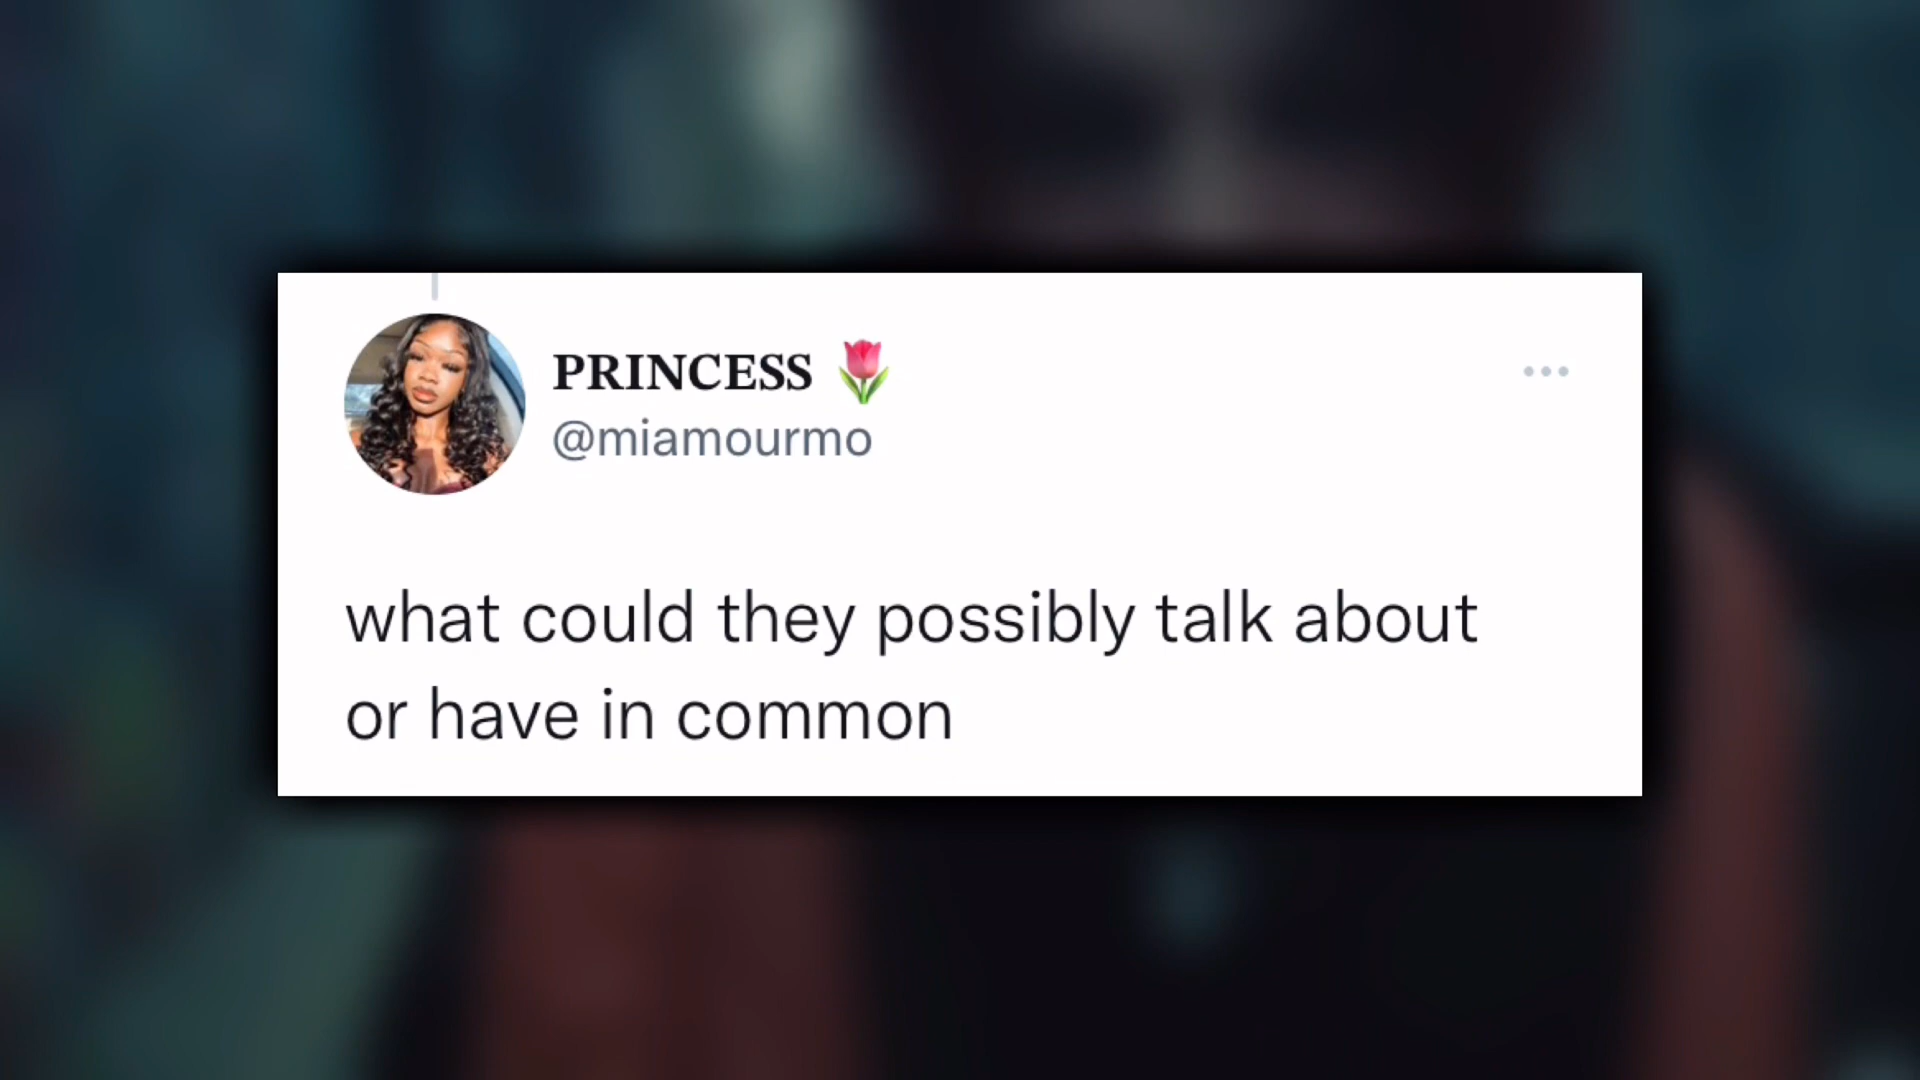 PRINCESS 🌷
@miamourmo
what could they possibly talk about
or have in common